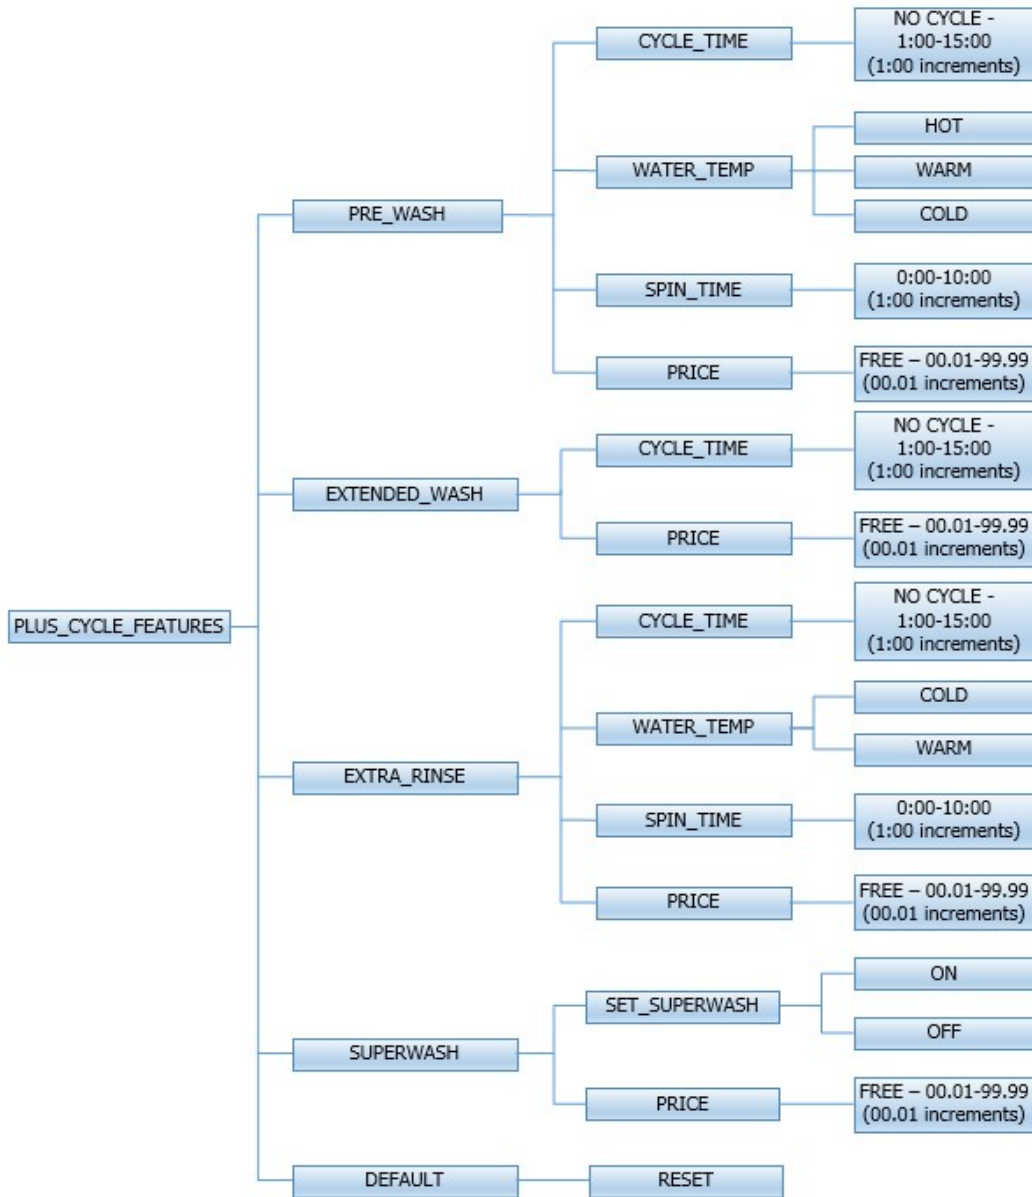 CYCLE_TIME
NO CYCLE -
1:00-15:00
(1:00 increments)
HOT
WATER_TEMP
WARM
PRE_WASH
COLD
SPIN_TIME
0:00-10:00
(1:00 increments)
PRICE
FREE – 00.01-99.99
(00.01 increments)
CYCLE_TIME
NO CYCLE -
1:00-15:00
(1:00 increments)
EXTENDED_WASH
PRICE
FREE – 00.01-99.99
(00.01 increments)
PLUS_CYCLE_FEATURES
CYCLE_TIME
NO CYCLE -
1:00-15:00
(1:00 increments)
COLD
WATER_TEMP
WARM
EXTRA_RINSE
SPIN_TIME
0:00-10:00
(1:00 increments)
PRICE
FREE – 00.01-99.99
(00.01 increments)
ON
SET_SUPERWASH
OFF
SUPERWASH
PRICE
FREE – 00.01-99.99
(00.01 increments)
DEFAULT
RESET